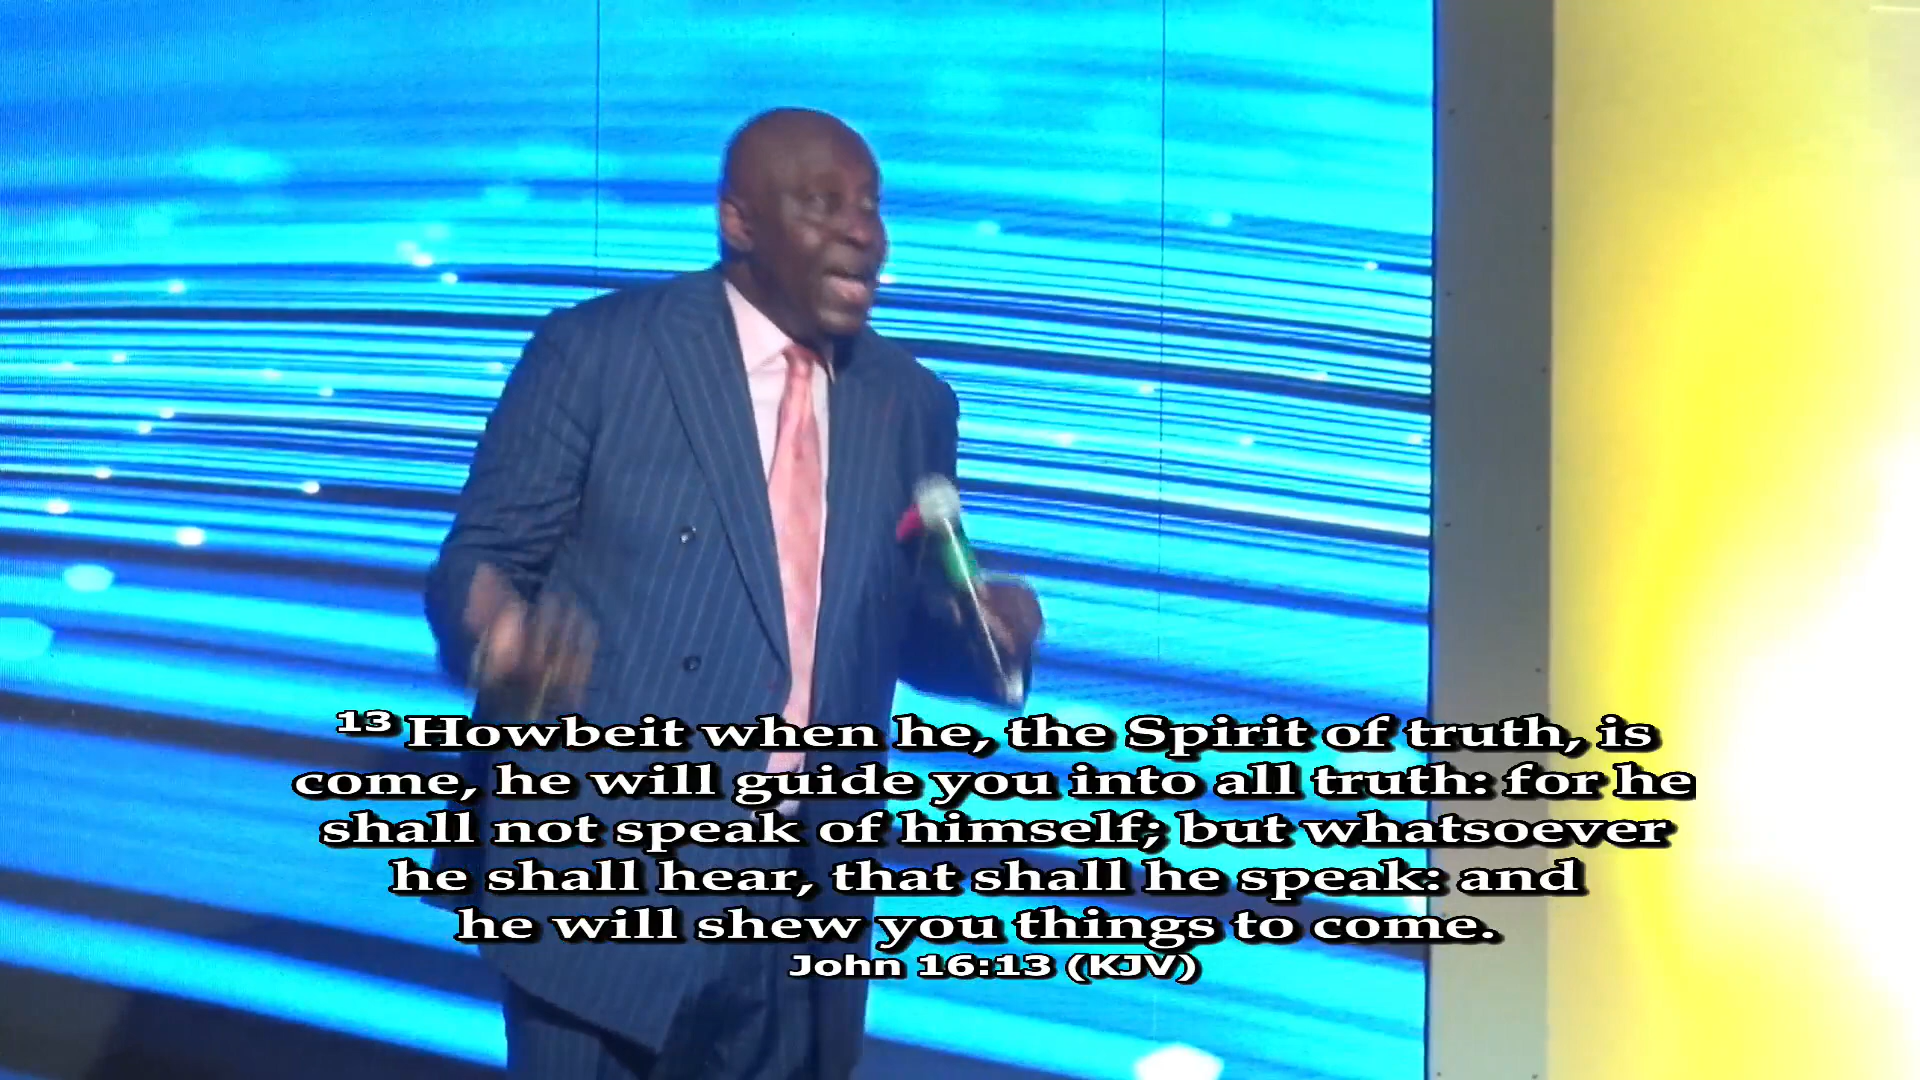 13 Howbeit when he, the Spirit of truth, is
come, he will guide you into all truth: for he
shall not speak of himself; but whatsoever
he shall hear, that shall he speak: and
he will shew you things to come.
John 16:13 (KJV)